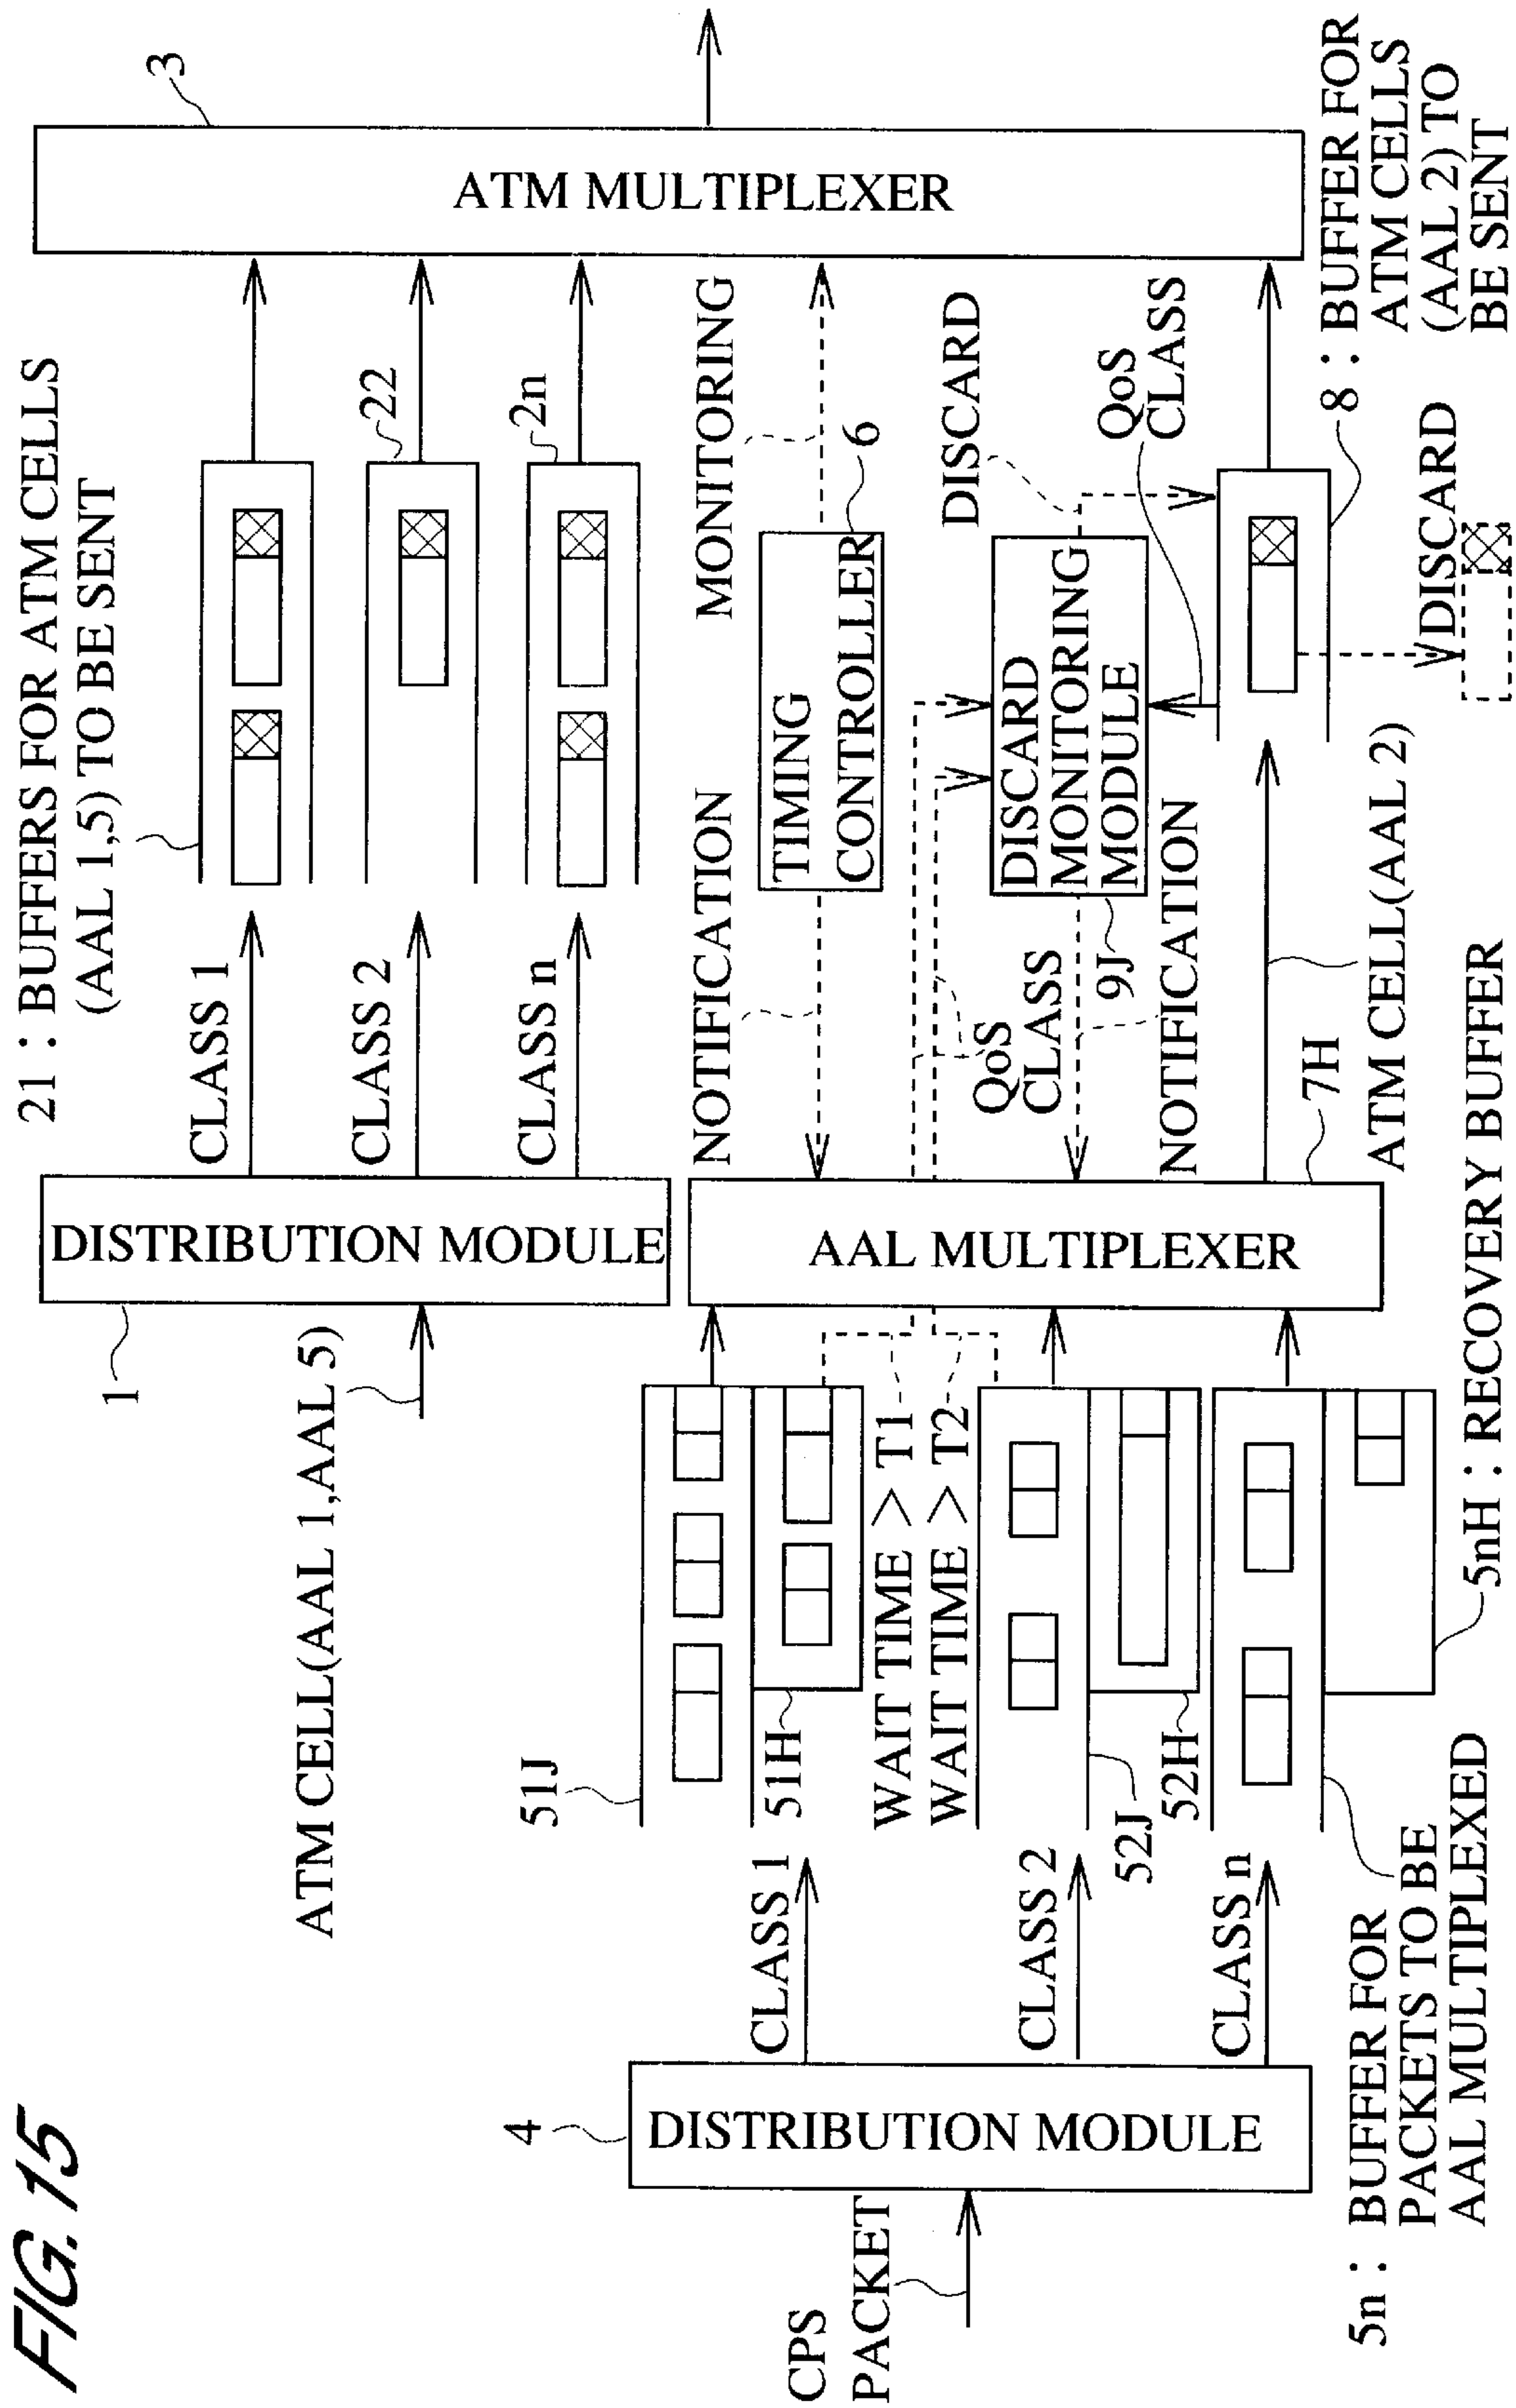 FIG. 15
21 : BUFFERS FOR ATM CELLS
(AAL 1,5) TO BE SENT
3
ATM MULTIPLEXER
22
2n
CLASS 1
CLASS 2
CLASS n
DISTRIBUTION MODULE
1
ATM CELL(AAL 1,AAL 5)
MONITORING
NOTIFICATION
6
TIMING
CONTROLLER
DISCARD
QoS
CLASS
DISCARD
MONITORING
MODULE
9J
QoS
CLASS
NOTIFICATION
8 : BUFFER FOR
ATM CELLS
(AAL 2) TO
BE SENT
DISCARD
ATM CELL(AAL 2)
7H
AAL MULTIPLEXER
51J
51H
WAIT TIME > T1
WAIT TIME > T2
52J
52H
5nH : RECOVERY BUFFER
CLASS 1
CLASS 2
CLASS n
4
DISTRIBUTION MODULE
CPS
PACKET
5n : BUFFER FOR
PACKETS TO BE
AAL MULTIPLEXED